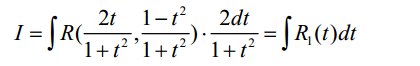 I = ∫R(2t/(1+t²), (1−t²)/(1+t²))·2dt/(1+t²) = ∫R₁(t)dt